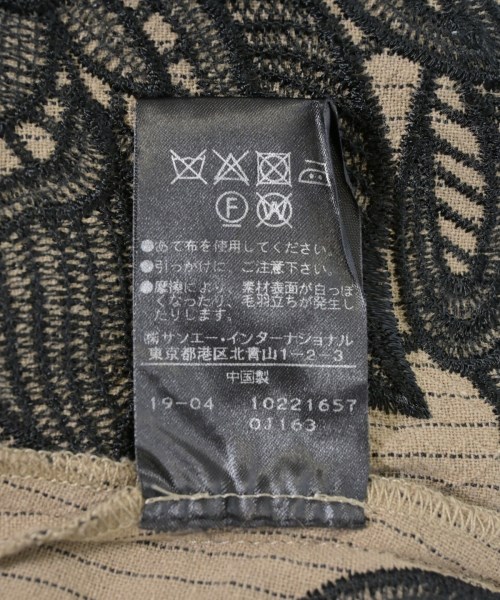 F W
●あて布を使用してください。
●引っかけに、ご注意下さい。
●摩擦により、素材表面が白っぽ
くなったり、毛羽立ちが発生し
たりします。
㈱サンエー・インターナショナル
東京都港区北青山1-2-3
中国製
19-04 10221657
OJ163